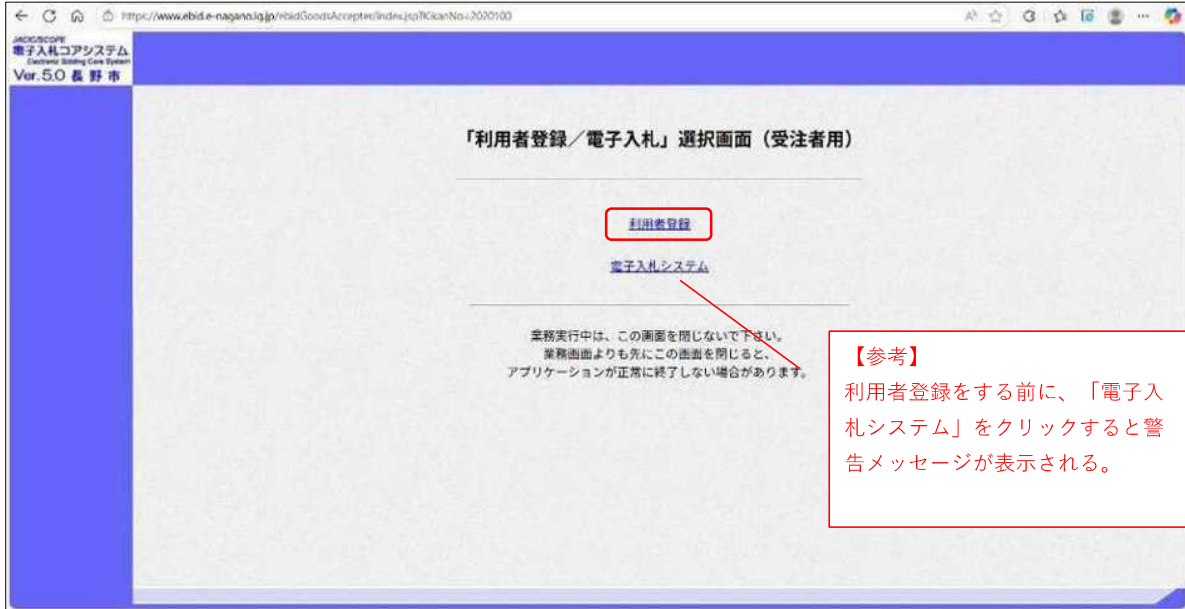 https://www.ebid.e-nagano.lg.jp/ebidGoodsAccepter/index.jsp?KikanNo=2020100
JACIC/SCOPE
電子入札コアシステム
Electronic Bidding Core System
Ver.5.0 長野市
「利用者登録／電子入札」選択画面（受注者用）
利用者登録
電子入札システム
業務実行中は、この画面を閉じないで下さい。
業務画面よりも先にこの画面を閉じると、
アプリケーションが正常に終了しない場合があります。
【参考】
利用者登録をする前に、「電子入
札システム」をクリックすると警
告メッセージが表示される。